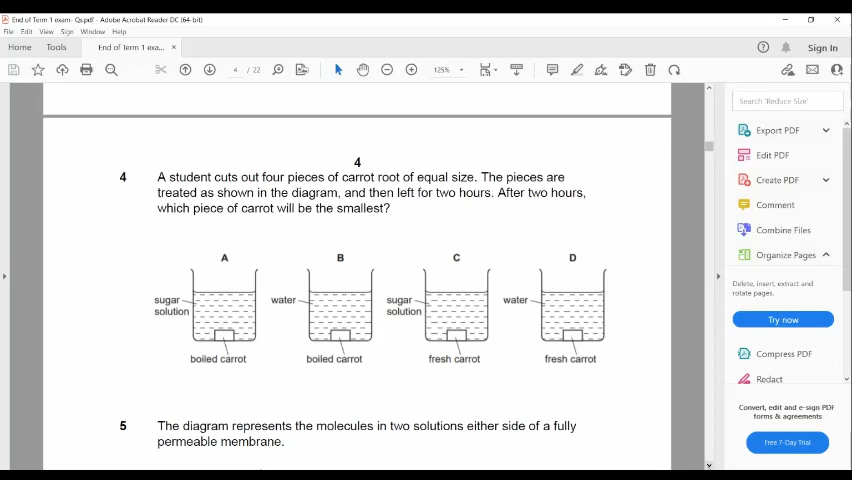 End of Term 1 exam- Qs.pdf - Adobe Acrobat Reader DC (64-bit)
File Edit View Sign Window Help
Home Tools End of Term 1 exa... × Sign In
4 / 22 125%
Search 'Reduce Size'
Export PDF
Edit PDF
Create PDF
Comment
Combine Files
Organize Pages
Delete, insert, extract and
rotate pages.
Try now
Compress PDF
Redact
Convert, edit and e-sign PDF
forms & agreements
Free 7-Day Trial
4
4 A student cuts out four pieces of carrot root of equal size. The pieces are
treated as shown in the diagram, and then left for two hours. After two hours,
which piece of carrot will be the smallest?
A B C D
sugar
solution
water
sugar
solution
water
boiled carrot boiled carrot fresh carrot fresh carrot
5 The diagram represents the molecules in two solutions either side of a fully
permeable membrane.